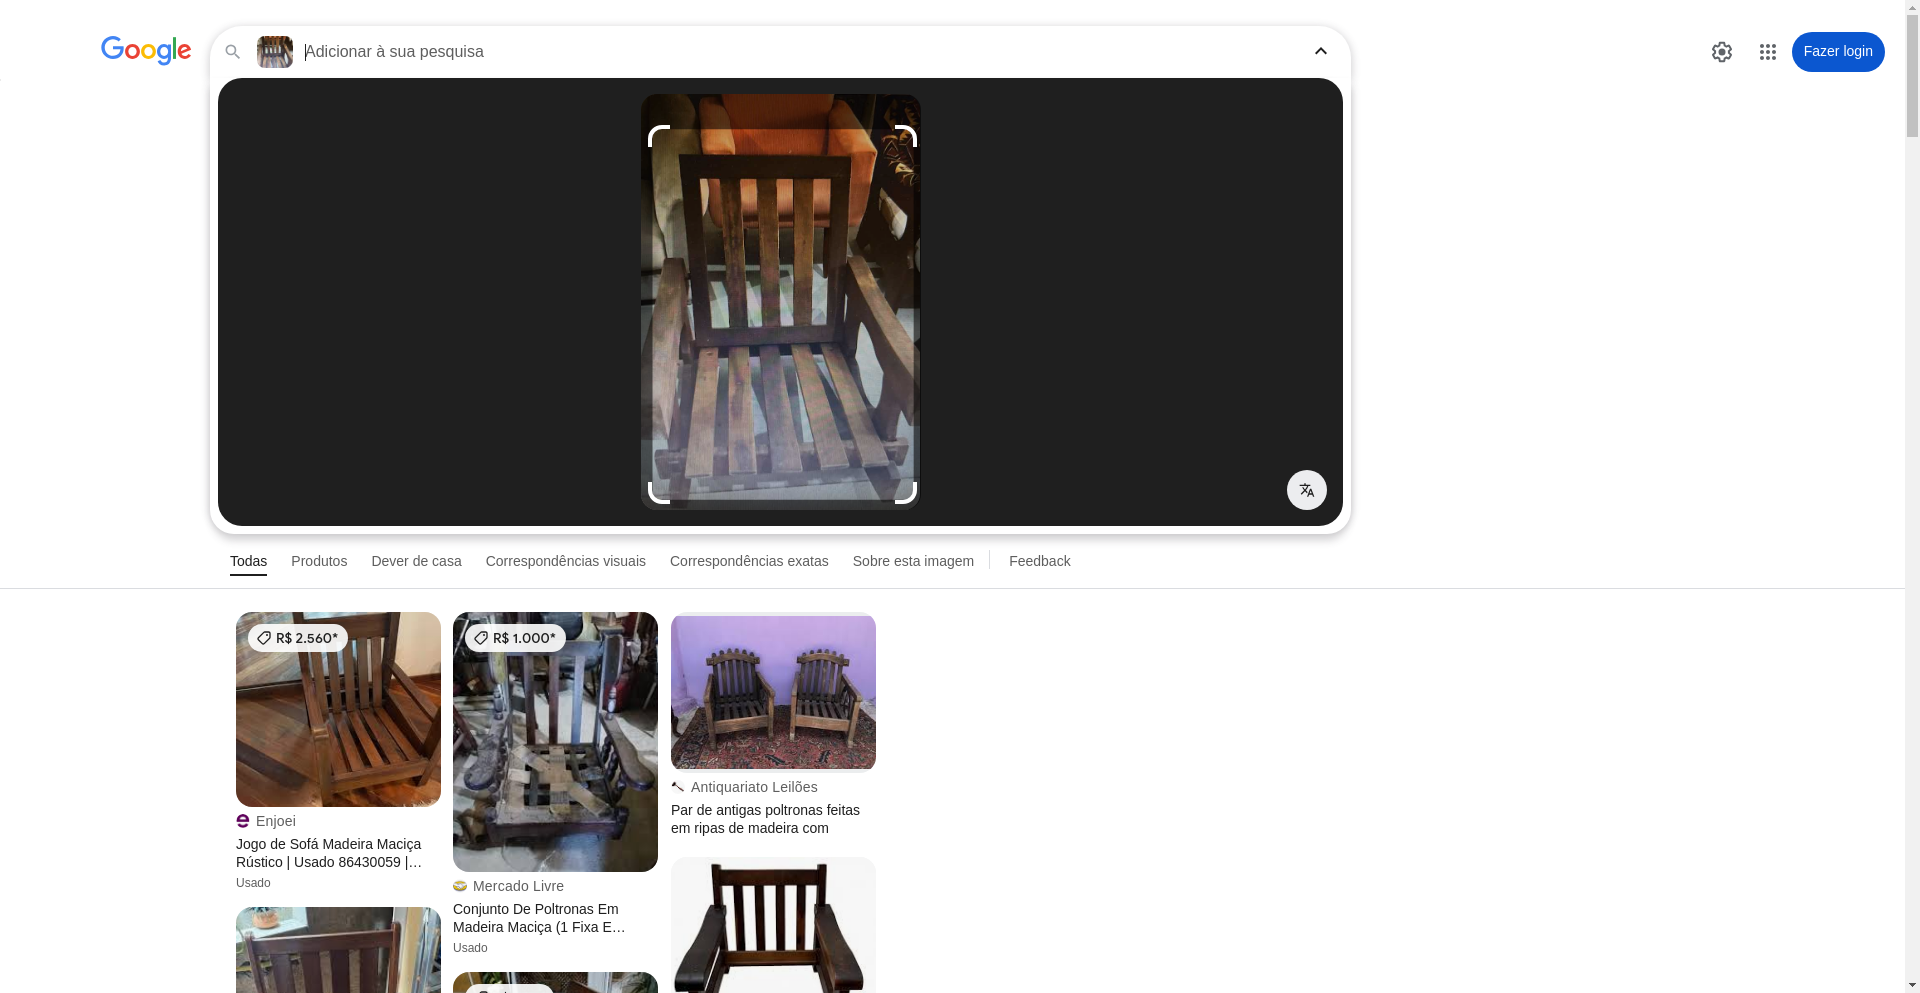 Google
Adicionar à sua pesquisa
Fazer login
Todas
Produtos
Dever de casa
Correspondências visuais
Correspondências exatas
Sobre esta imagem
Feedback
R$ 2.560*
Enjoei
Jogo de Sofá Madeira Maciça
Rústico | Usado 86430059 |...
Usado
R$ 1.000*
Mercado Livre
Conjunto De Poltronas Em
Madeira Maciça (1 Fixa E...
Usado
Antiquariato Leilões
Par de antigas poltronas feitas
em ripas de madeira com